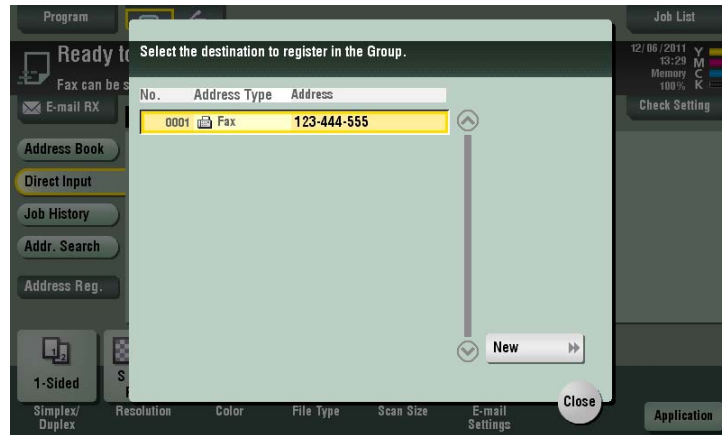 Program
Job List
Ready to
Select the destination to register in the Group.
12/06/2011
13:29
Memory
100%
Y
M
C
K
Fax can be s
No. Address Type Address
E-mail RX
Check Setting
0001 Fax 123-444-555
Address Book
Direct Input
Job History
Addr. Search
Address Reg.
New
1-Sided
S
Close
Simplex/
Duplex
Resolution
Color
File Type
Scan Size
E-mail
Settings
Application